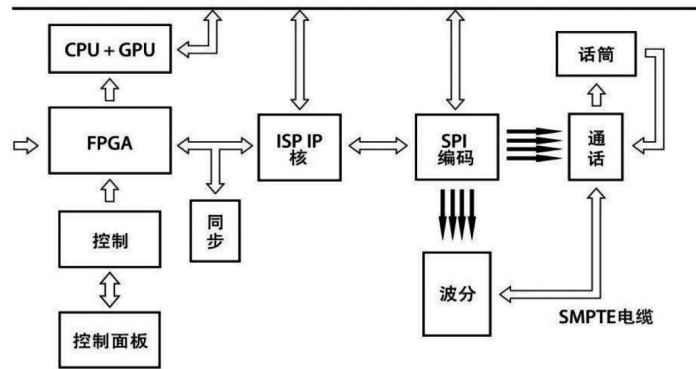 CPU + GPU
话筒
FPGA
ISP IP
核
SPI
编码
通
话
控制
同
步
波分
控制面板
SMPTE电缆